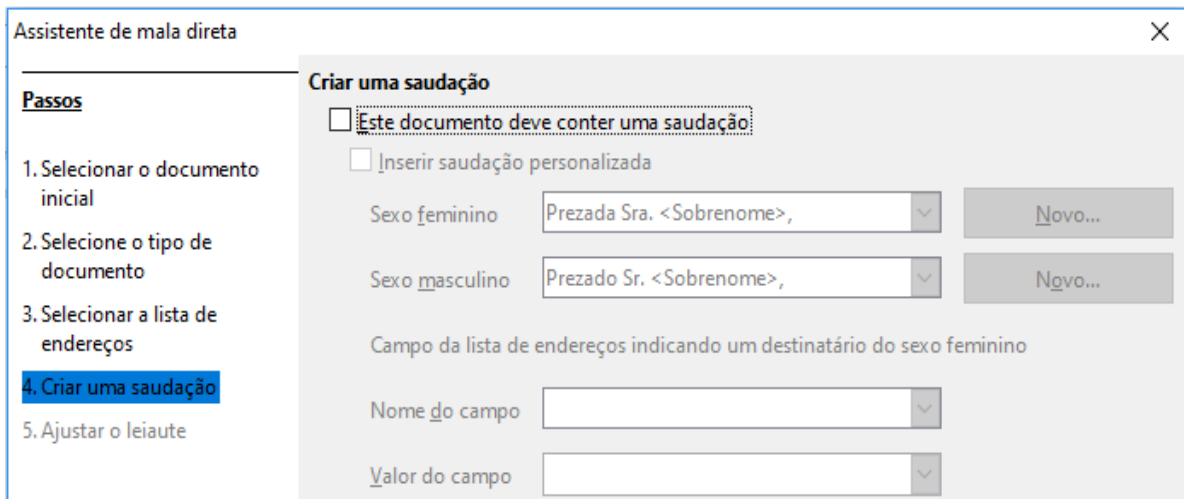 Assistente de mala direta
Passos
1. Selecionar o documento
inicial
2. Selecione o tipo de
documento
3. Selecionar a lista de
endereços
4. Criar uma saudação
5. Ajustar o leiaute
Criar uma saudação
Este documento deve conter uma saudação
Inserir saudação personalizada
Sexo feminino Prezada Sra. <Sobrenome>, Novo...
Sexo masculino Prezado Sr. <Sobrenome>, Novo...
Campo da lista de endereços indicando um destinatário do sexo feminino
Nome do campo
Valor do campo